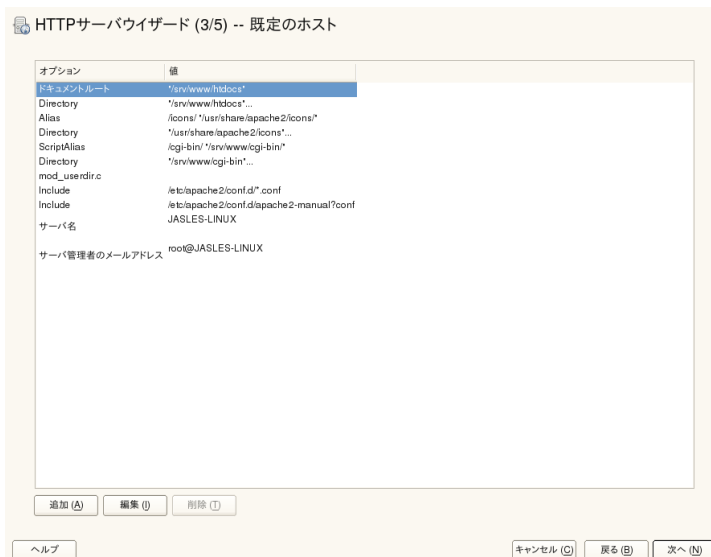 HTTPサーバウィザード (3/5) -- 既定のホスト
オプション 値
ドキュメントルート "/srv/www/htdocs"
Directory "/srv/www/htdocs"...
Alias /icons/ "/usr/share/apache2/icons/"
Directory "/usr/share/apache2/icons"...
ScriptAlias /cgi-bin/ "/srv/www/cgi-bin/"
Directory "/srv/www/cgi-bin"...
mod_userdir.c
Include /etc/apache2/conf.d/*.conf
Include /etc/apache2/conf.d/apache2-manual?conf
サーバ名 JASLES-LINUX
サーバ管理者のメールアドレス root@JASLES-LINUX
追加 (A) 編集 (I) 削除 (T)
ヘルプ キャンセル (C) 戻る (B) 次へ (N)